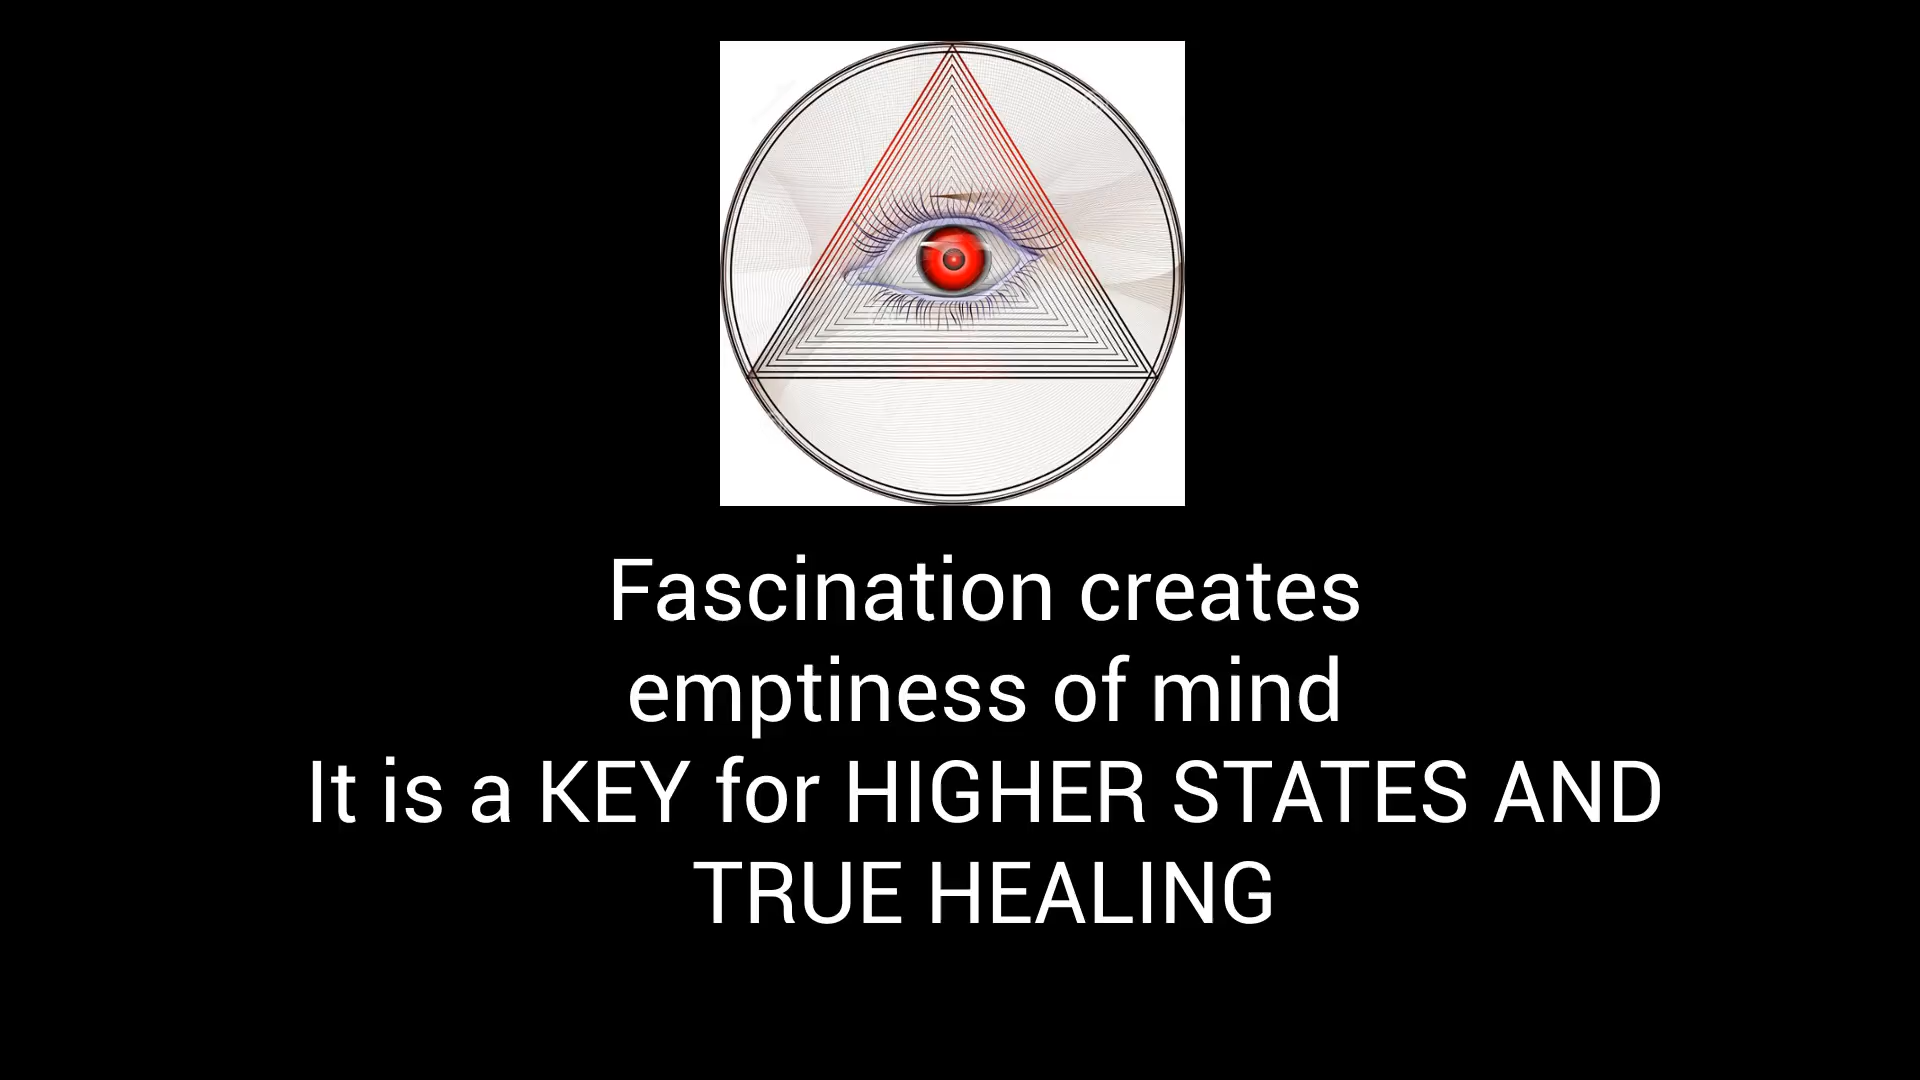 Fascination creates
emptiness of mind
It is a KEY for HIGHER STATES AND
TRUE HEALING